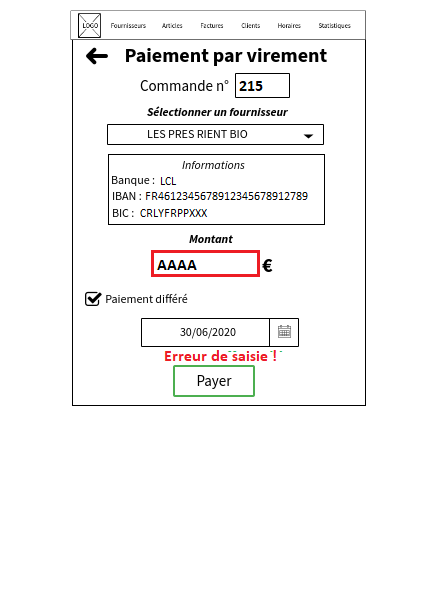 LOGO Fournisseurs Articles Factures Clients Horaires Statistiques
Paiement par virement
Commande n° 215
Sélectionner un fournisseur
LES PRES RIENT BIO
Informations
Banque : LCL
IBAN : FR4612345678912345678912789
BIC : CRLYFRPPXXX
Montant
AAAA €
Paiement différé
30/06/2020
Erreur de saisie !
Payer